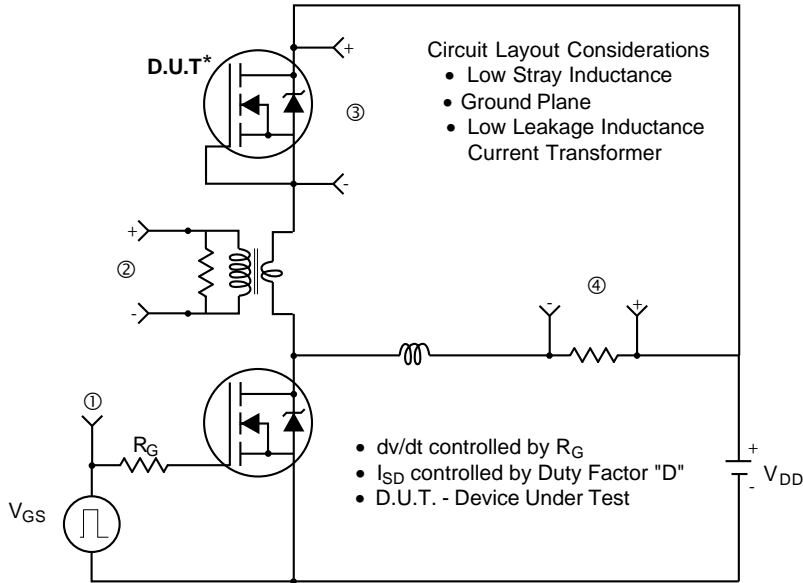 D.U.T*
+
③
-
Circuit Layout Considerations
• Low Stray Inductance
• Ground Plane
• Low Leakage Inductance
Current Transformer
+
②
-
④
-
+
①
RG
VGS
• dv/dt controlled by RG
• ISD controlled by Duty Factor "D"
• D.U.T. - Device Under Test
+
-
VDD